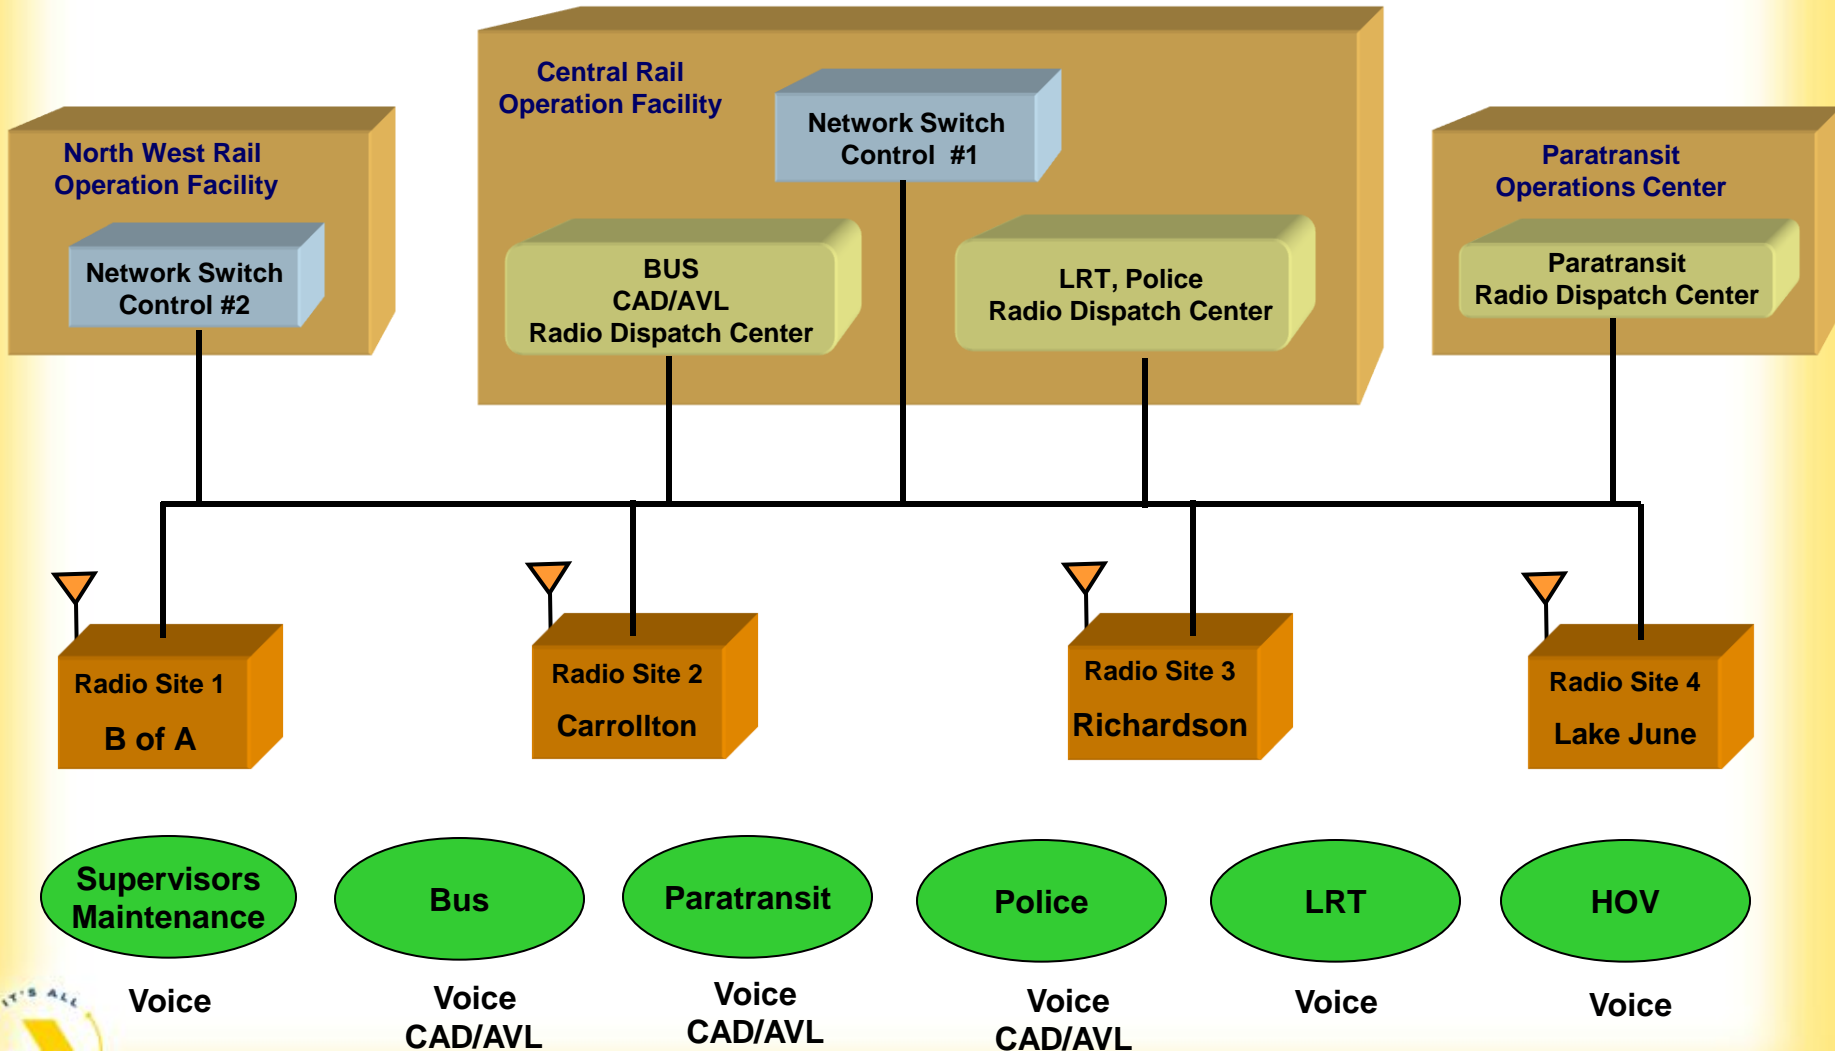 Central Rail
Operation Facility
Network Switch
Control #1
North West Rail
Operation Facility
Network Switch
Control #2
BUS
CAD/AVL
Radio Dispatch Center
LRT, Police
Radio Dispatch Center
Paratransit
Operations Center
Paratransit
Radio Dispatch Center
Radio Site 1
B of A
Radio Site 2
Carrollton
Radio Site 3
Richardson
Radio Site 4
Lake June
Supervisors
Maintenance
Bus
Paratransit
Police
LRT
HOV
Voice
Voice
CAD/AVL
Voice
CAD/AVL
Voice
CAD/AVL
Voice
Voice
IT'S ALL